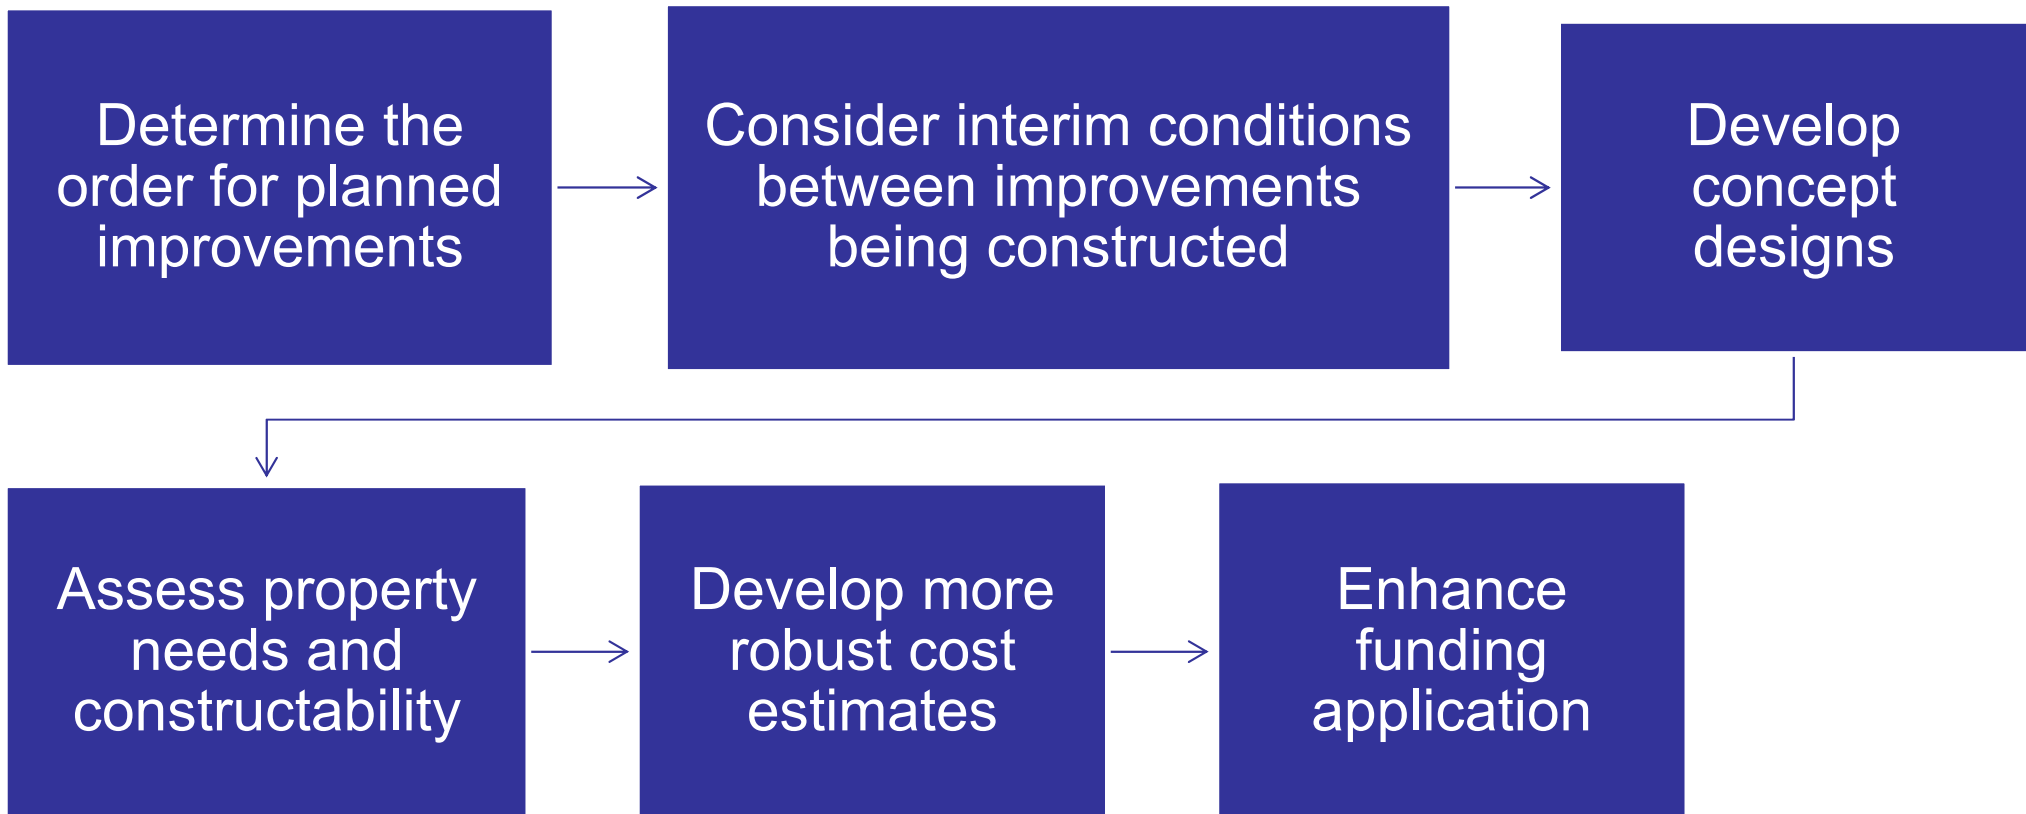 Determine the
order for planned
improvements
Consider interim conditions
between improvements
being constructed
Develop
concept
designs
Assess property
needs and
constructability
Develop more
robust cost
estimates
Enhance
funding
application